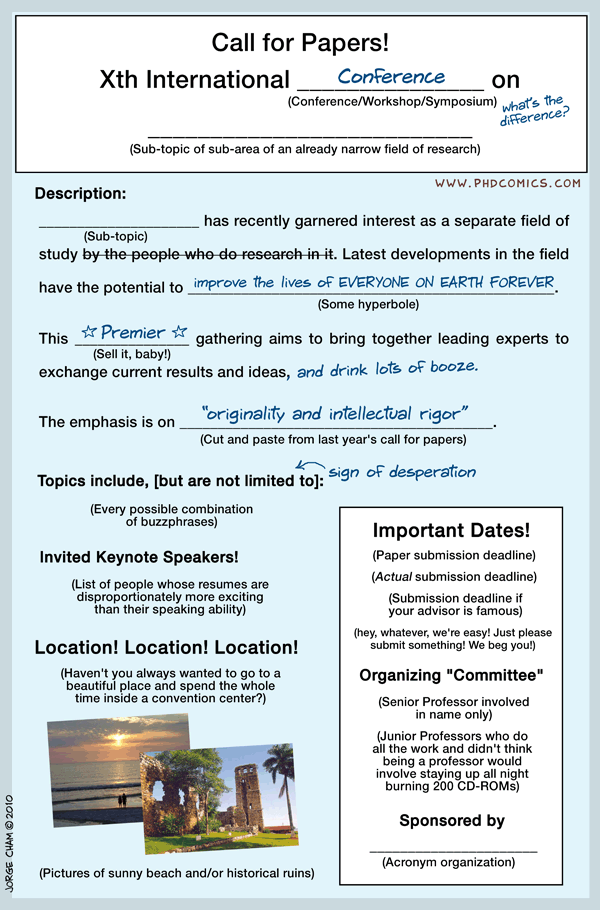 Call for Papers!
Xth International ________________ on
Conference
(Conference/Workshop/Symposium)
what's the
difference?
____________________________
(Sub-topic of sub-area of an already narrow field of research)
WWW.PHDCOMICS.COM
Description:
____________________ has recently garnered interest as a separate field of
(Sub-topic)
study by the people who do research in it. Latest developments in the field
have the potential to improve the lives of EVERYONE ON EARTH FOREVER.
(Some hyperbole)
This ☆ Premier ☆ gathering aims to bring together leading experts to
(Sell it, baby!)
exchange current results and ideas, and drink lots of booze.
The emphasis is on "originality and intellectual rigor".
(Cut and paste from last year's call for papers)
Topics include, [but are not limited to]: sign of desperation
(Every possible combination
of buzzphrases)
Invited Keynote Speakers!
(List of people whose resumes are
disproportionately more exciting
than their speaking ability)
Location! Location! Location!
(Haven't you always wanted to go to a
beautiful place and spend the whole
time inside a convention center?)
(Pictures of sunny beach and/or historical ruins)
Important Dates!
(Paper submission deadline)
(Actual submission deadline)
(Submission deadline if
your advisor is famous)
(hey, whatever, we're easy! Just please
submit something! We beg you!)
Organizing "Committee"
(Senior Professor involved
in name only)
(Junior Professors who do
all the work and didn't think
being a professor would
involve staying up all night
burning 200 CD-ROMs)
Sponsored by
_____________________
(Acronym organization)
JORGE CHAM © 2010